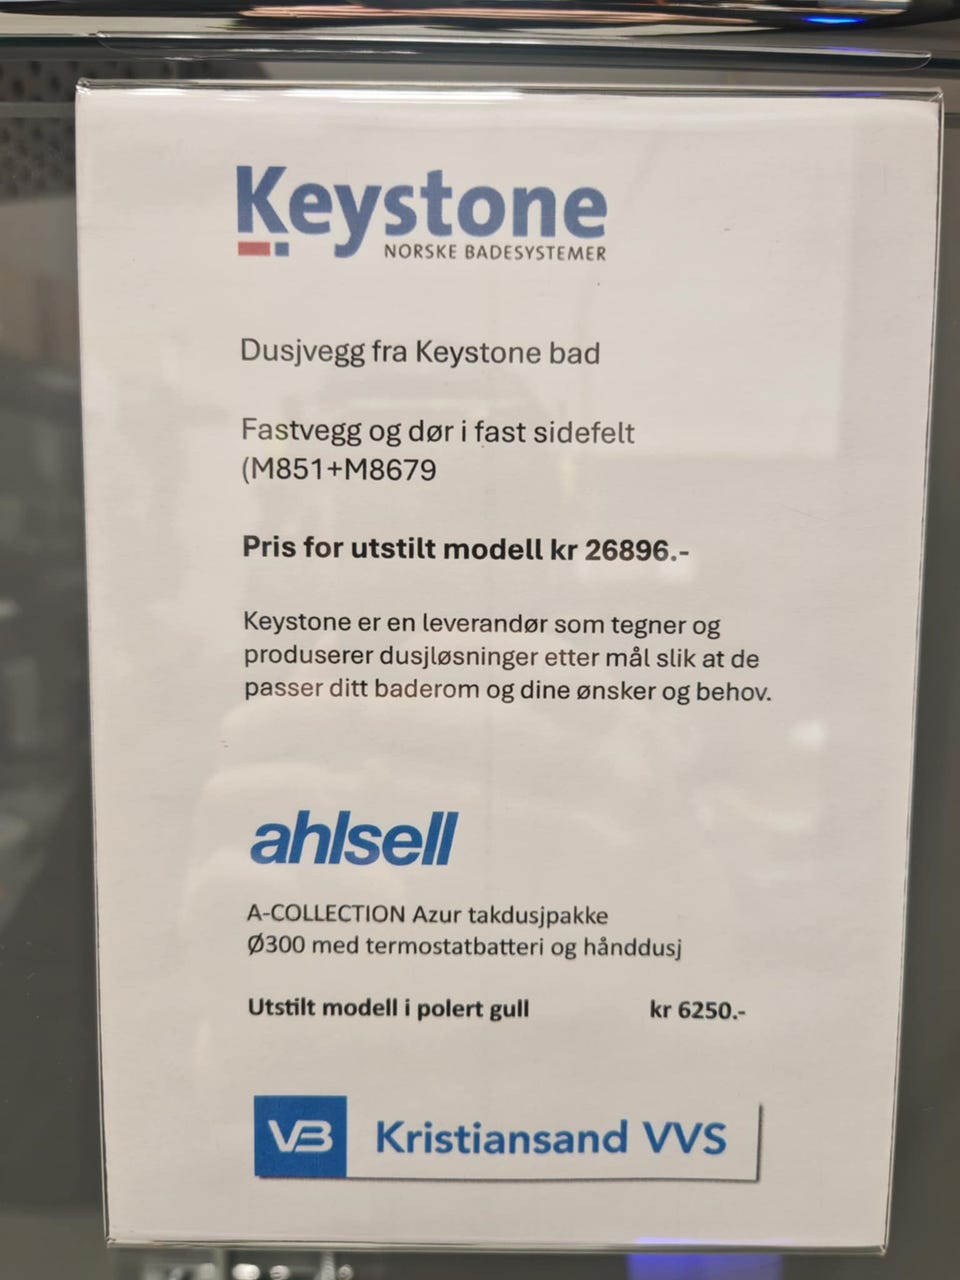 Keystone
NORSKE BADESYSTEMER
Dusjvegg fra Keystone bad
Fastvegg og dør i fast sidefelt
(M851+M8679
Pris for utstilt modell kr 26896.-
Keystone er en leverandør som tegner og
produserer dusjløsninger etter mål slik at de
passer ditt baderom og dine ønsker og behov.
ahlsell
A-COLLECTION Azur takdusjpakke
Ø300 med termostatbatteri og hånddusj
Utstilt modell i polert gull kr 6250.-
VB Kristiansand VVS